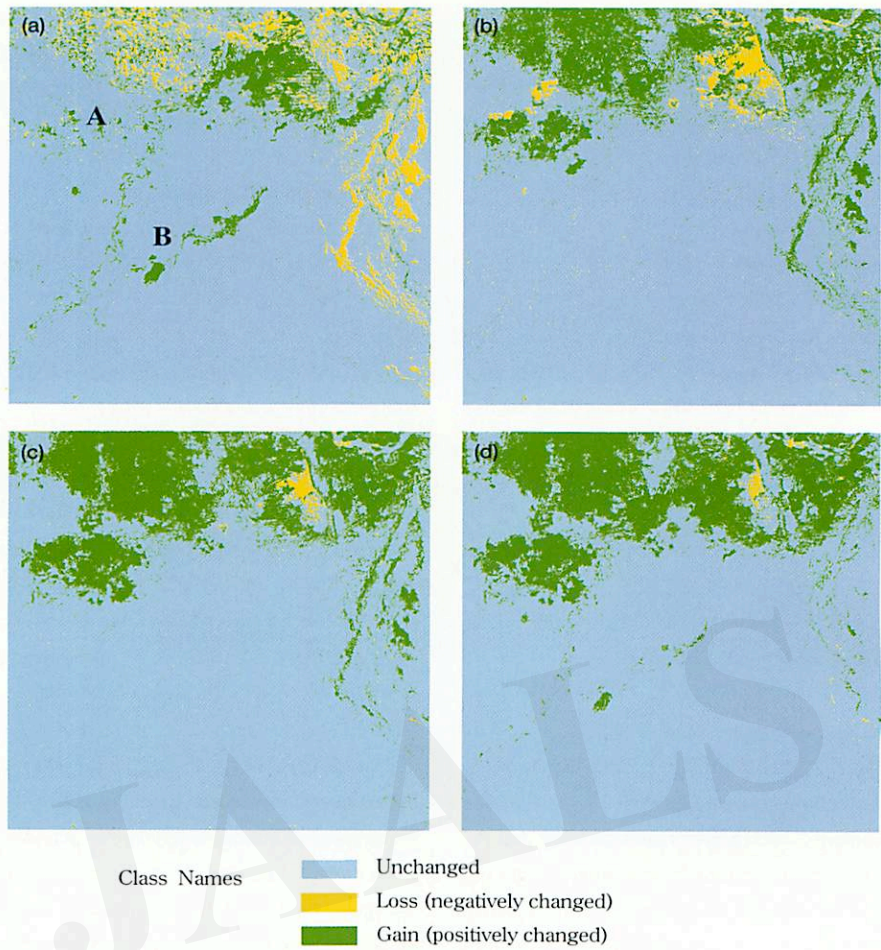 (a)
(b)
A
B
(c)
(d)
JAALS
Class Names
Unchanged
Loss (negatively changed)
Gain (positively changed)